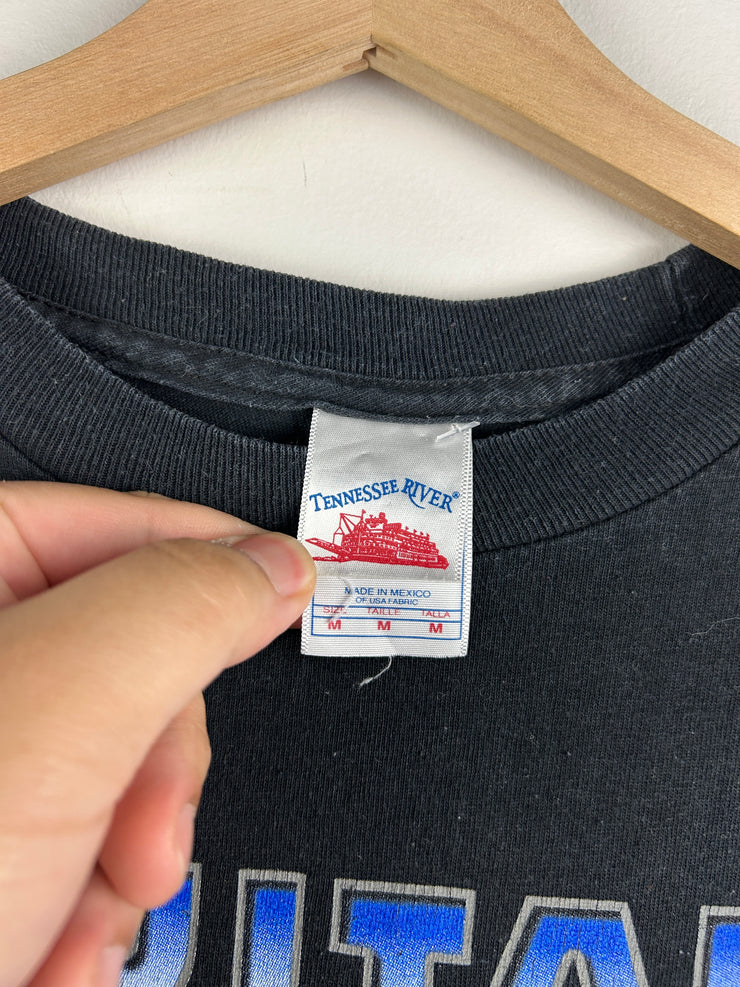 TENNESSEE RIVER®
MADE IN MEXICO
OF USA FABRIC
SIZE TAILLE TALLA
M M M